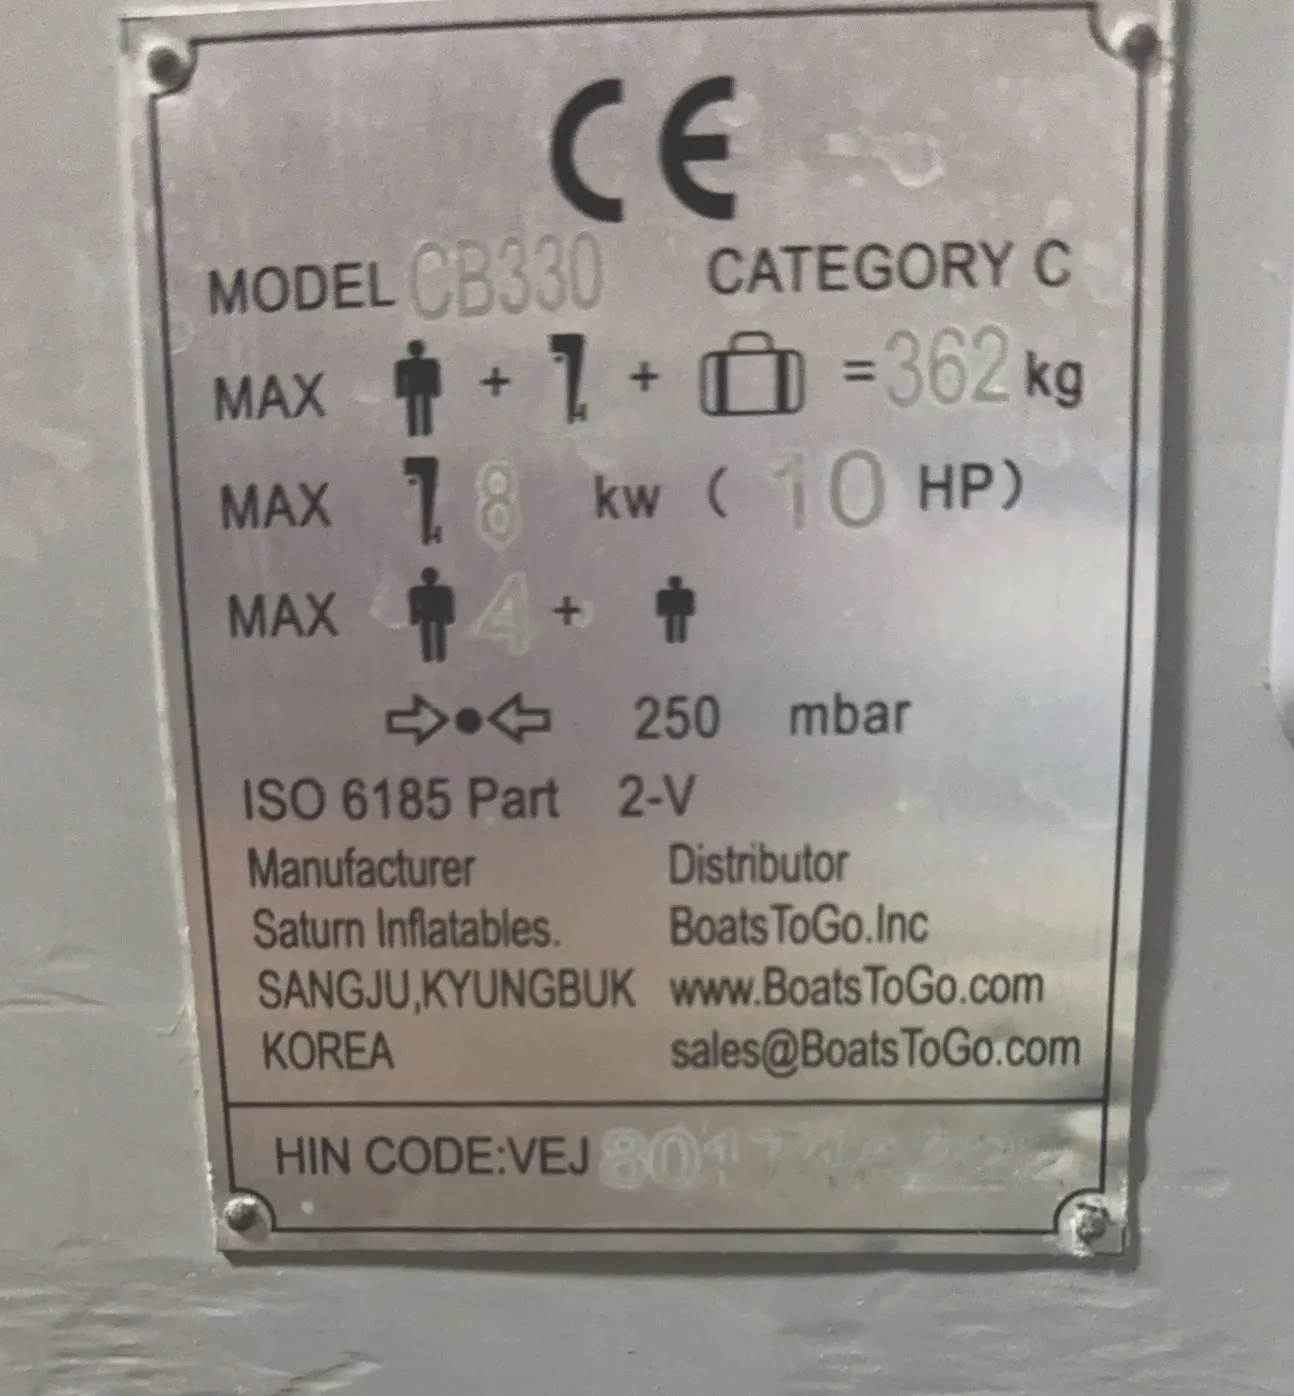 CE
MODEL CB330 CATEGORY C
MAX + + = 362 kg
MAX 8 kw ( 10 HP)
MAX 4 +
250 mbar
ISO 6185 Part 2-V
Manufacturer Distributor
Saturn Inflatables. BoatsToGo.Inc
SANGJU,KYUNGBUK www.BoatsToGo.com
KOREA sales@BoatsToGo.com
HIN CODE:VEJ